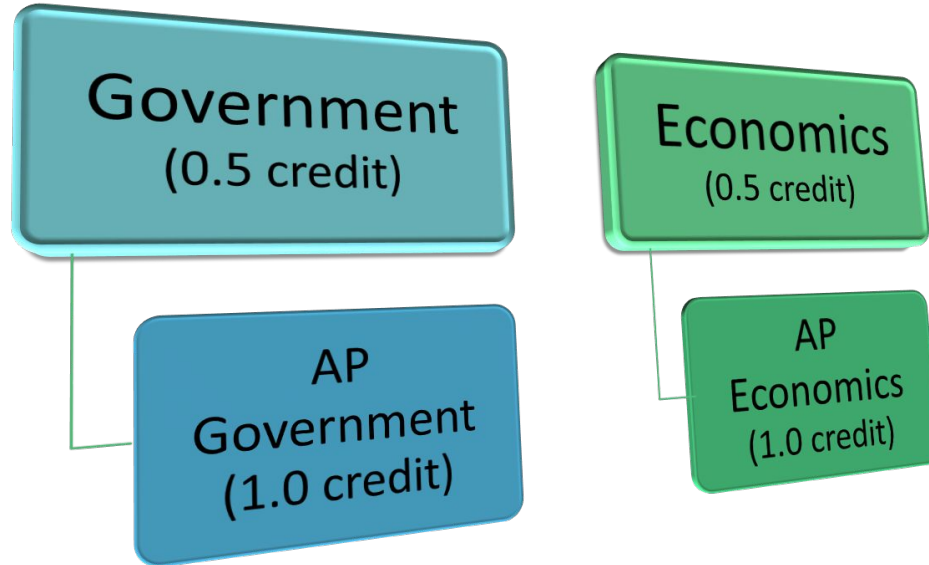 Government
(0.5 credit)
AP
Government
(1.0 credit)
Economics
(0.5 credit)
AP
Economics
(1.0 credit)